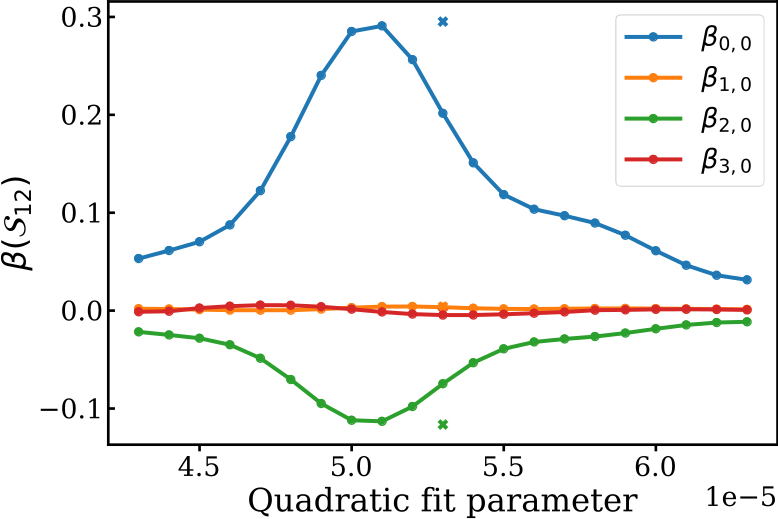 0.3
0.2
0.1
0.0
−0.1
β(𝒮₁₂)
β₀,₀
β₁,₀
β₂,₀
β₃,₀
4.5 5.0 5.5 6.0
1e−5
Quadratic fit parameter